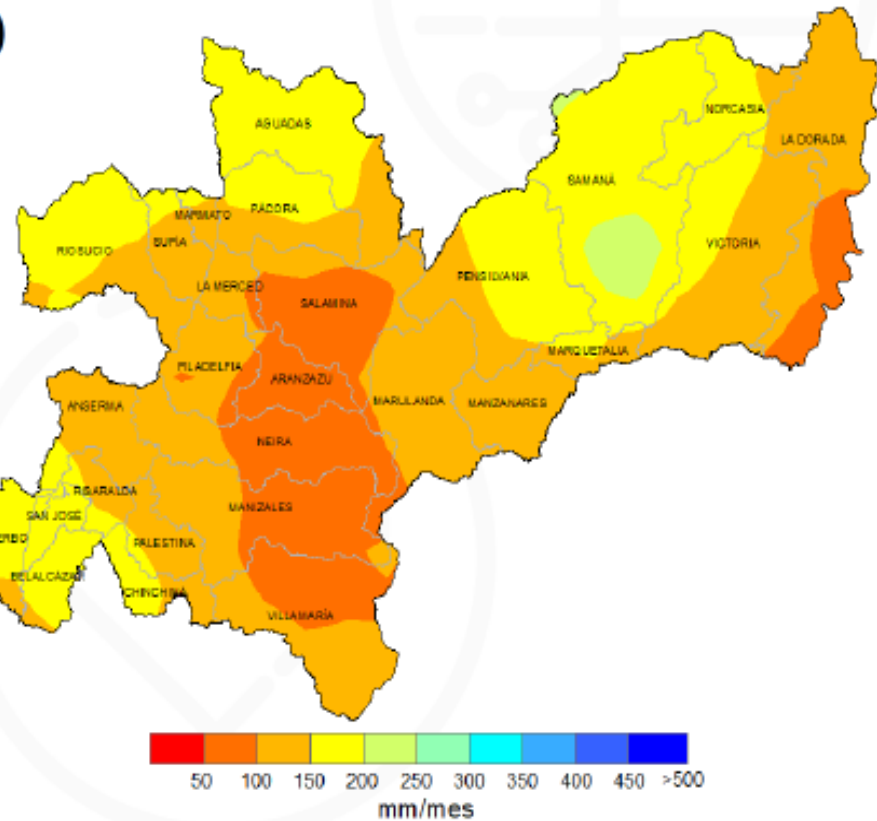 )
AGUADAS
NORCASIA
LA DORADA
SAMANÁ
PÁCORA
MARMATO
RIOSUCIO
SUPÍA
VICTORIA
PENSILVANIA
LA MERCED
SALAMINA
MARQUETALIA
FILADELFIA
ARANZAZU
ANSERMA
MARULANDA
MANZANARES
NEIRA
RISARALDA
MANIZALES
SAN JOSÉ
ERBO
PALESTINA
BELALCÁZAR
CHINCHINÁ
VILLAMARÍA
50 100 150 200 250 300 350 400 450 >500
mm/mes